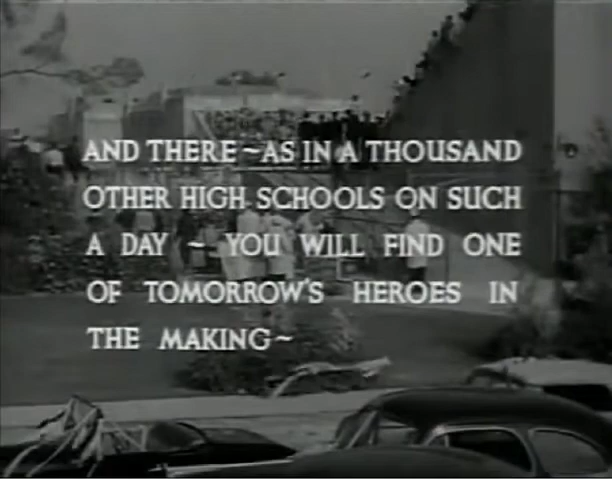 AND THERE~AS IN A THOUSAND
OTHER HIGH SCHOOLS ON SUCH
A DAY ~ YOU WILL FIND ONE
OF TOMORROW'S HEROES IN
THE MAKING~